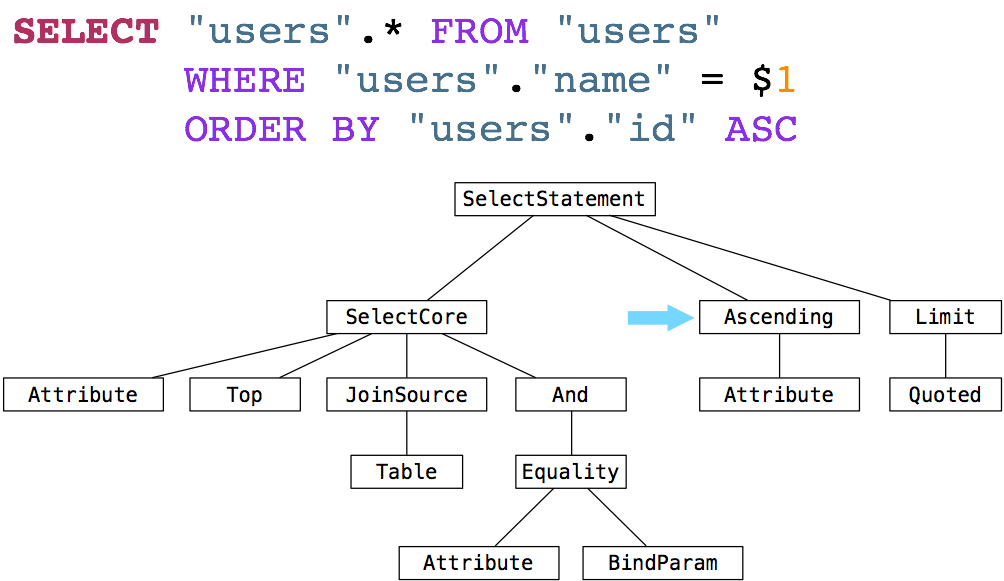 SELECT "users".* FROM "users"
WHERE "users"."name" = $1
ORDER BY "users"."id" ASC
SelectStatement
SelectCore Ascending Limit
Attribute Top JoinSource And Attribute Quoted
Table Equality
Attribute BindParam